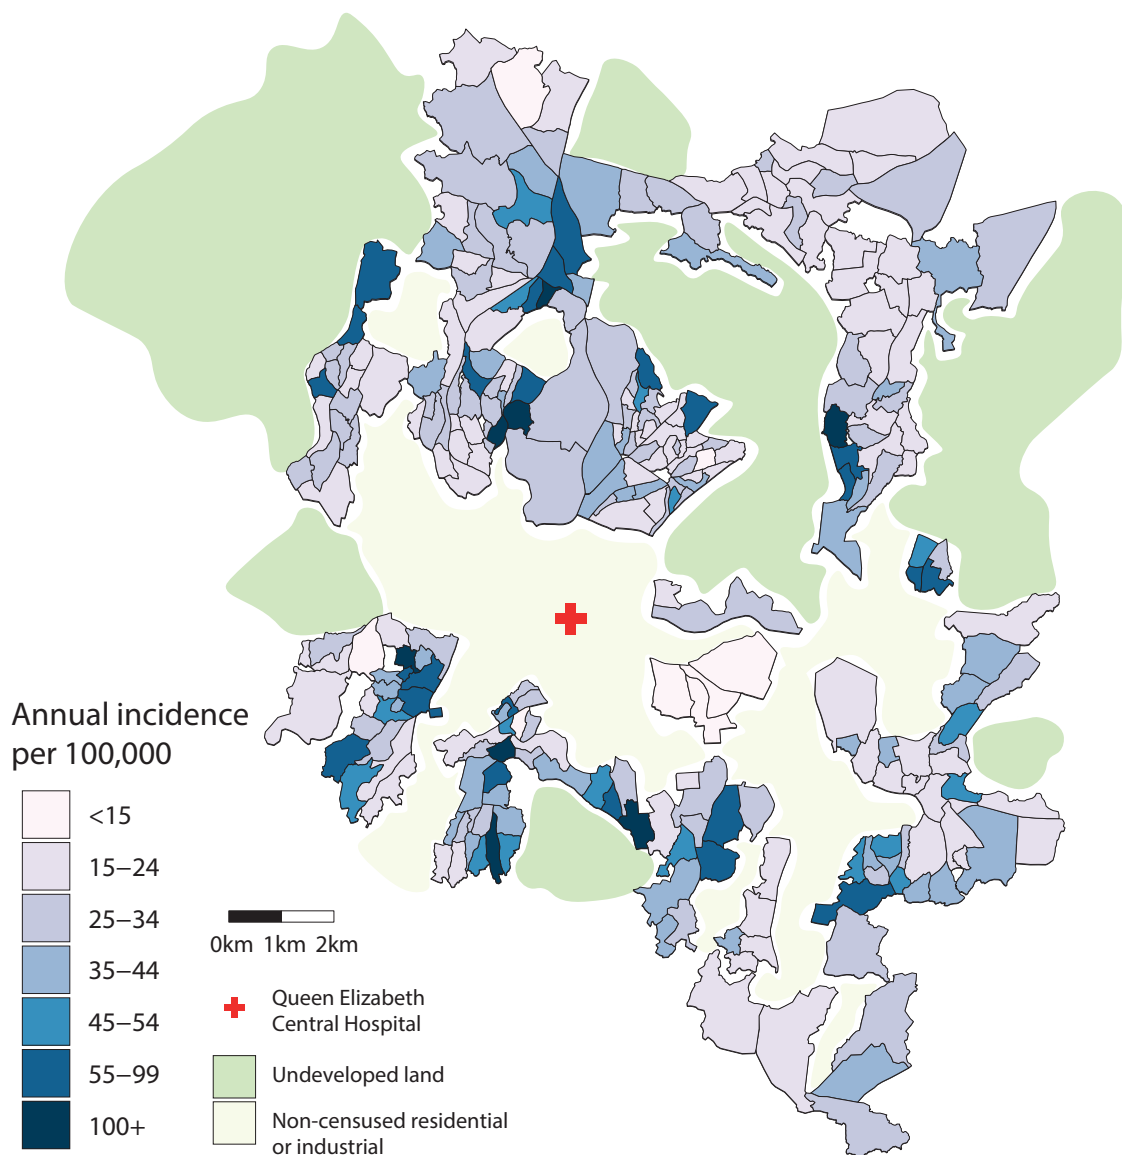 Annual incidence
per 100,000
<15
15–24
25–34
35–44
45–54
55–99
100+
0km 1km 2km
Queen Elizabeth
Central Hospital
Undeveloped land
Non-censused residential
or industrial